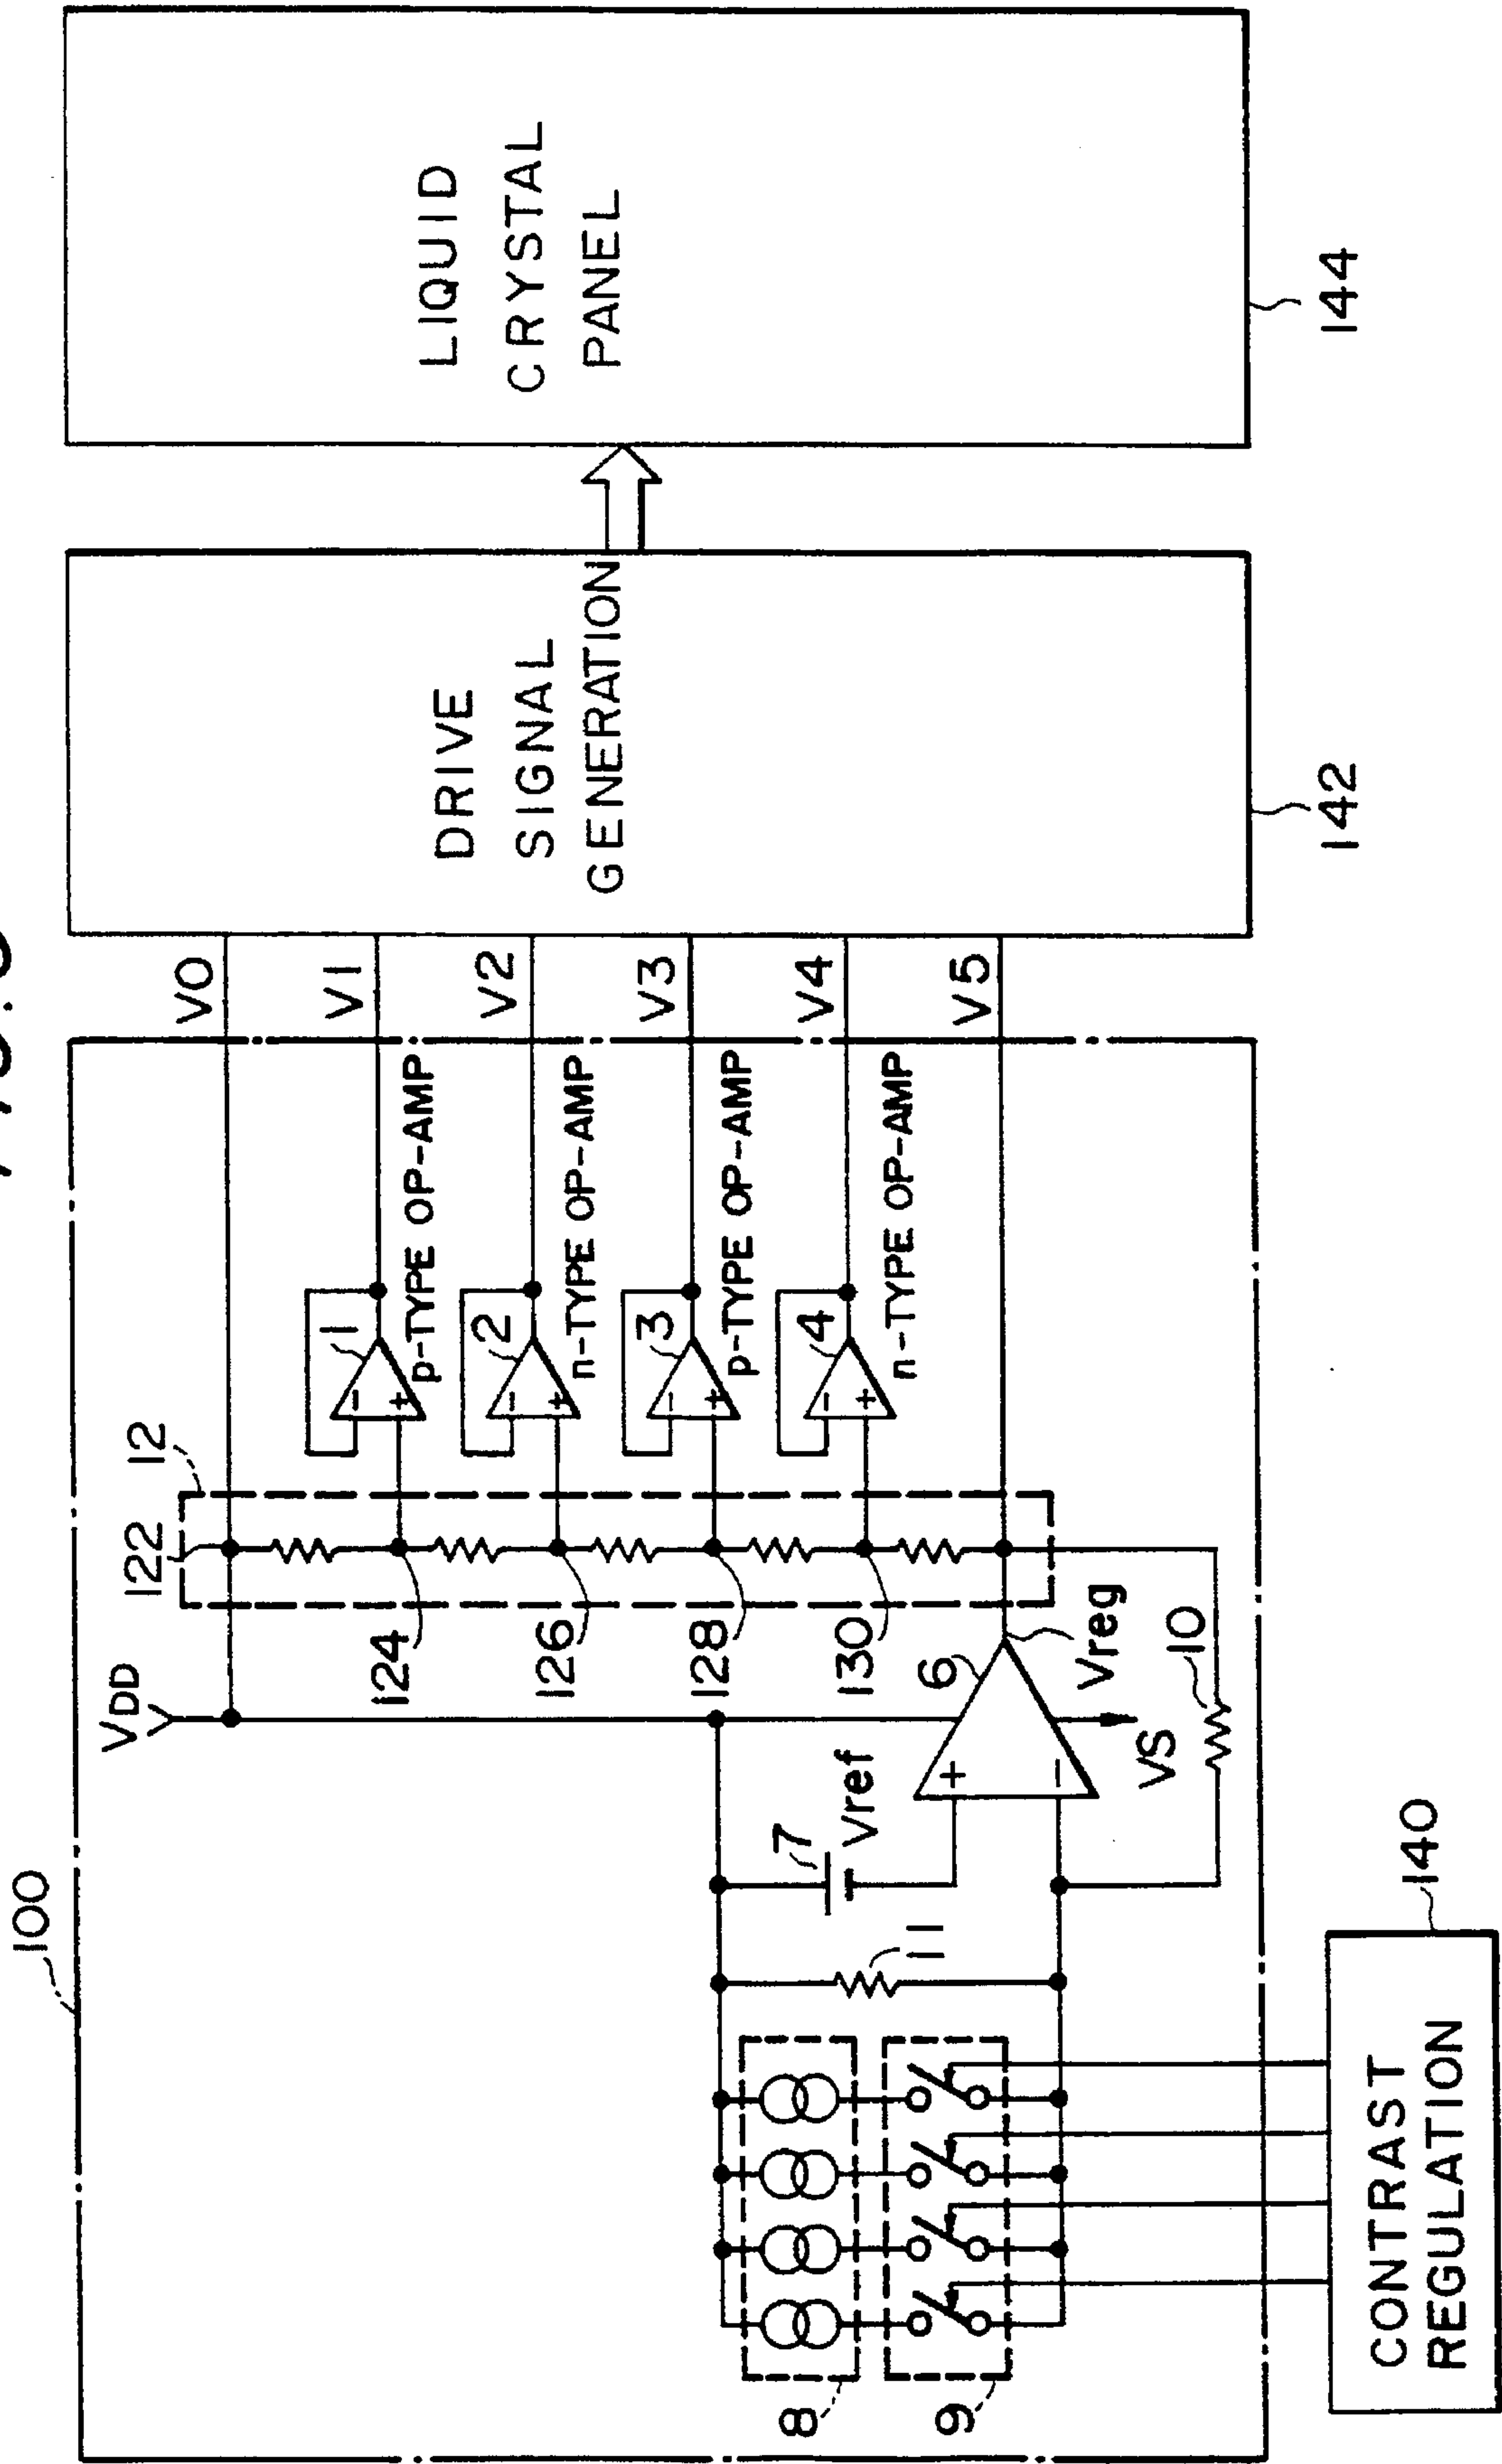 100
VDD
122
12
V0
V1
V2
V3
V4
V5
1
p-TYPE OP-AMP
2
n-TYPE OP-AMP
3
p-TYPE OP-AMP
4
n-TYPE OP-AMP
124
126
128
130
6
Vreg
VS
10
7
Vref
11
8
9
CONTRAST
REGULATION
140
DRIVE
SIGNAL
GENERATION
142
LIQUID
CRYSTAL
PANEL
144
+
−
−
+
−
+
−
+
−
+